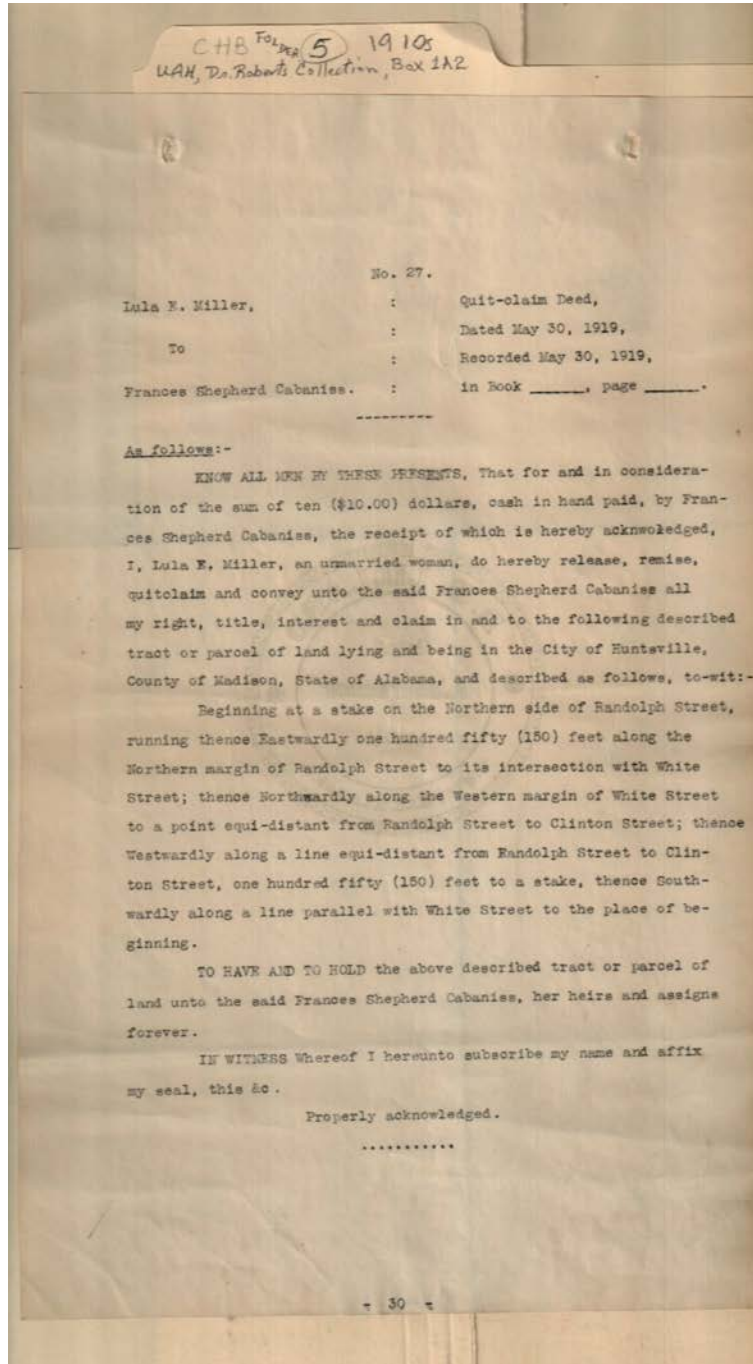 CHB Folder 5 1910s
UAH, Dr. Roberts Collection, Box 1A2
No. 27.
Lula E. Miller, : Quit-claim Deed,
: Dated May 30, 1919,
To : Recorded May 30, 1919,
Frances Shepherd Cabaniss. : in Book ______, page ______.
---------
As follows:-
KNOW ALL MEN BY THESE PRESENTS, That for and in considera-
tion of the sum of ten ($10.00) dollars, cash in hand paid, by Fran-
ces Shepherd Cabaniss, the receipt of which is hereby acknwoledged,
I, Lula E. Miller, an unmarried woman, do hereby release, remise,
quitclaim and convey unto the said Frances Shepherd Cabaniss all
my right, title, interest and claim in and to the following described
tract or parcel of land lying and being in the City of Huntsville,
County of Madison, State of Alabama, and described as follows, to-wit:-
Beginning at a stake on the Northern side of Randolph Street,
running thence Eastwardly one hundred fifty (150) feet along the
Northern margin of Randolph Street to its intersection with White
Street; thence Northwardly along the Western margin of White Street
to a point equi-distant from Randolph Street to Clinton Street; thence
Westwardly along a line equi-distant from Randolph Street to Clin-
ton Street, one hundred fifty (150) feet to a stake, thence South-
wardly along a line parallel with White Street to the place of be-
ginning.
TO HAVE AND TO HOLD the above described tract or parcel of
land unto the said Frances Shepherd Cabaniss, her heirs and assigns
forever.
IN WITNESS Whereof I hereunto subscribe my name and affix
my seal, this &c.
Properly acknowledged.
...........
- 30 -